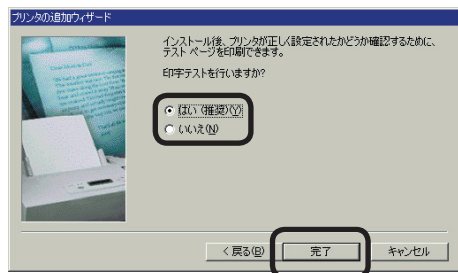 プリンタの追加ウィザード
インストール後、プリンタが正しく設定されたかどうか確認するために、
テスト ページを印刷できます。
印字テストを行いますか?
はい (推奨)(Y)
いいえ(N)
< 戻る(B)
完了
キャンセル